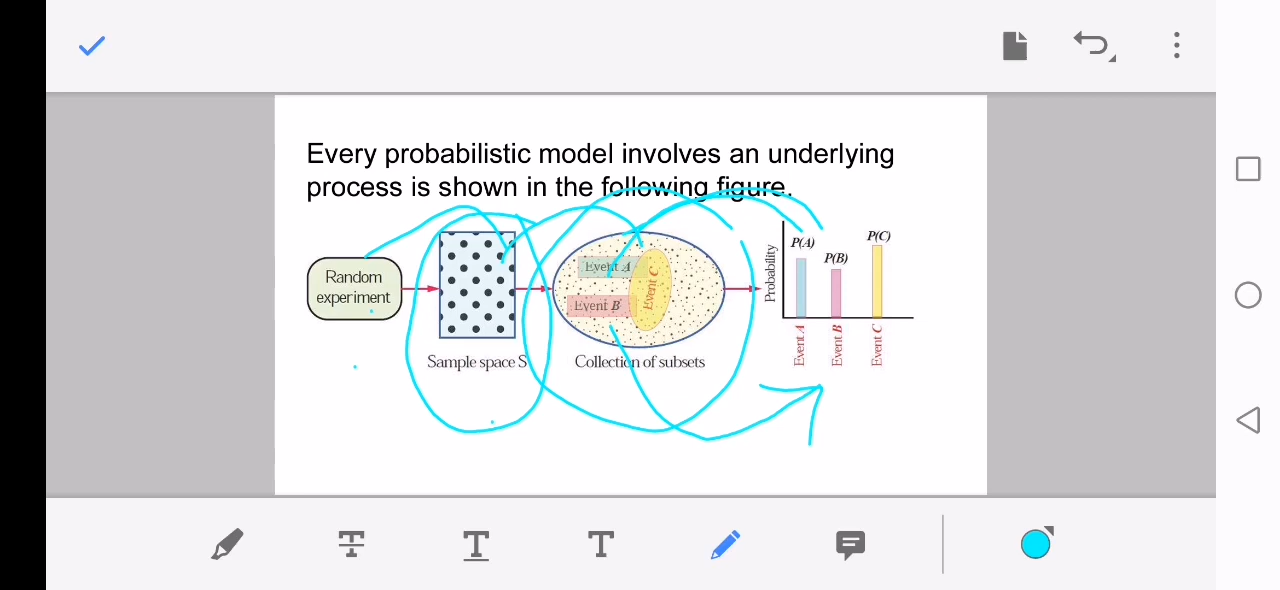 Every probabilistic model involves an underlying
process is shown in the following figure.
Random
experiment
Sample space S
Event A
Event B
Event C
Collection of subsets
Probability
P(A)
P(B)
P(C)
Event A
Event B
Event C
T
T
T